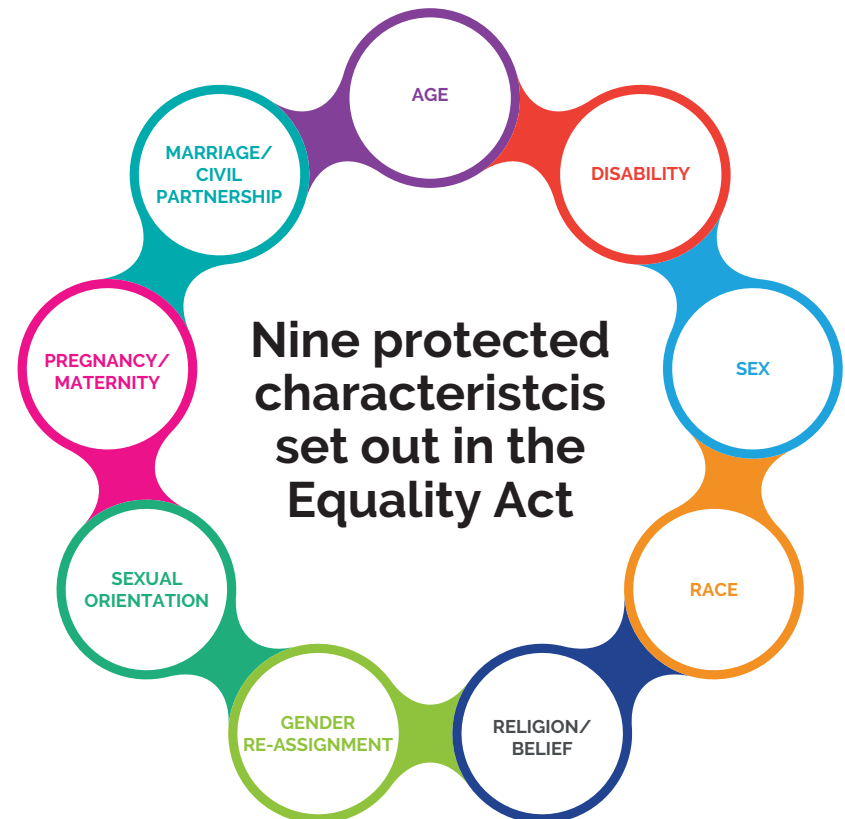 AGE
DISABILITY
SEX
RACE
RELIGION/
BELIEF
GENDER
RE-ASSIGNMENT
SEXUAL
ORIENTATION
PREGNANCY/
MATERNITY
MARRIAGE/
CIVIL
PARTNERSHIP
Nine protected
characteristcis
set out in the
Equality Act